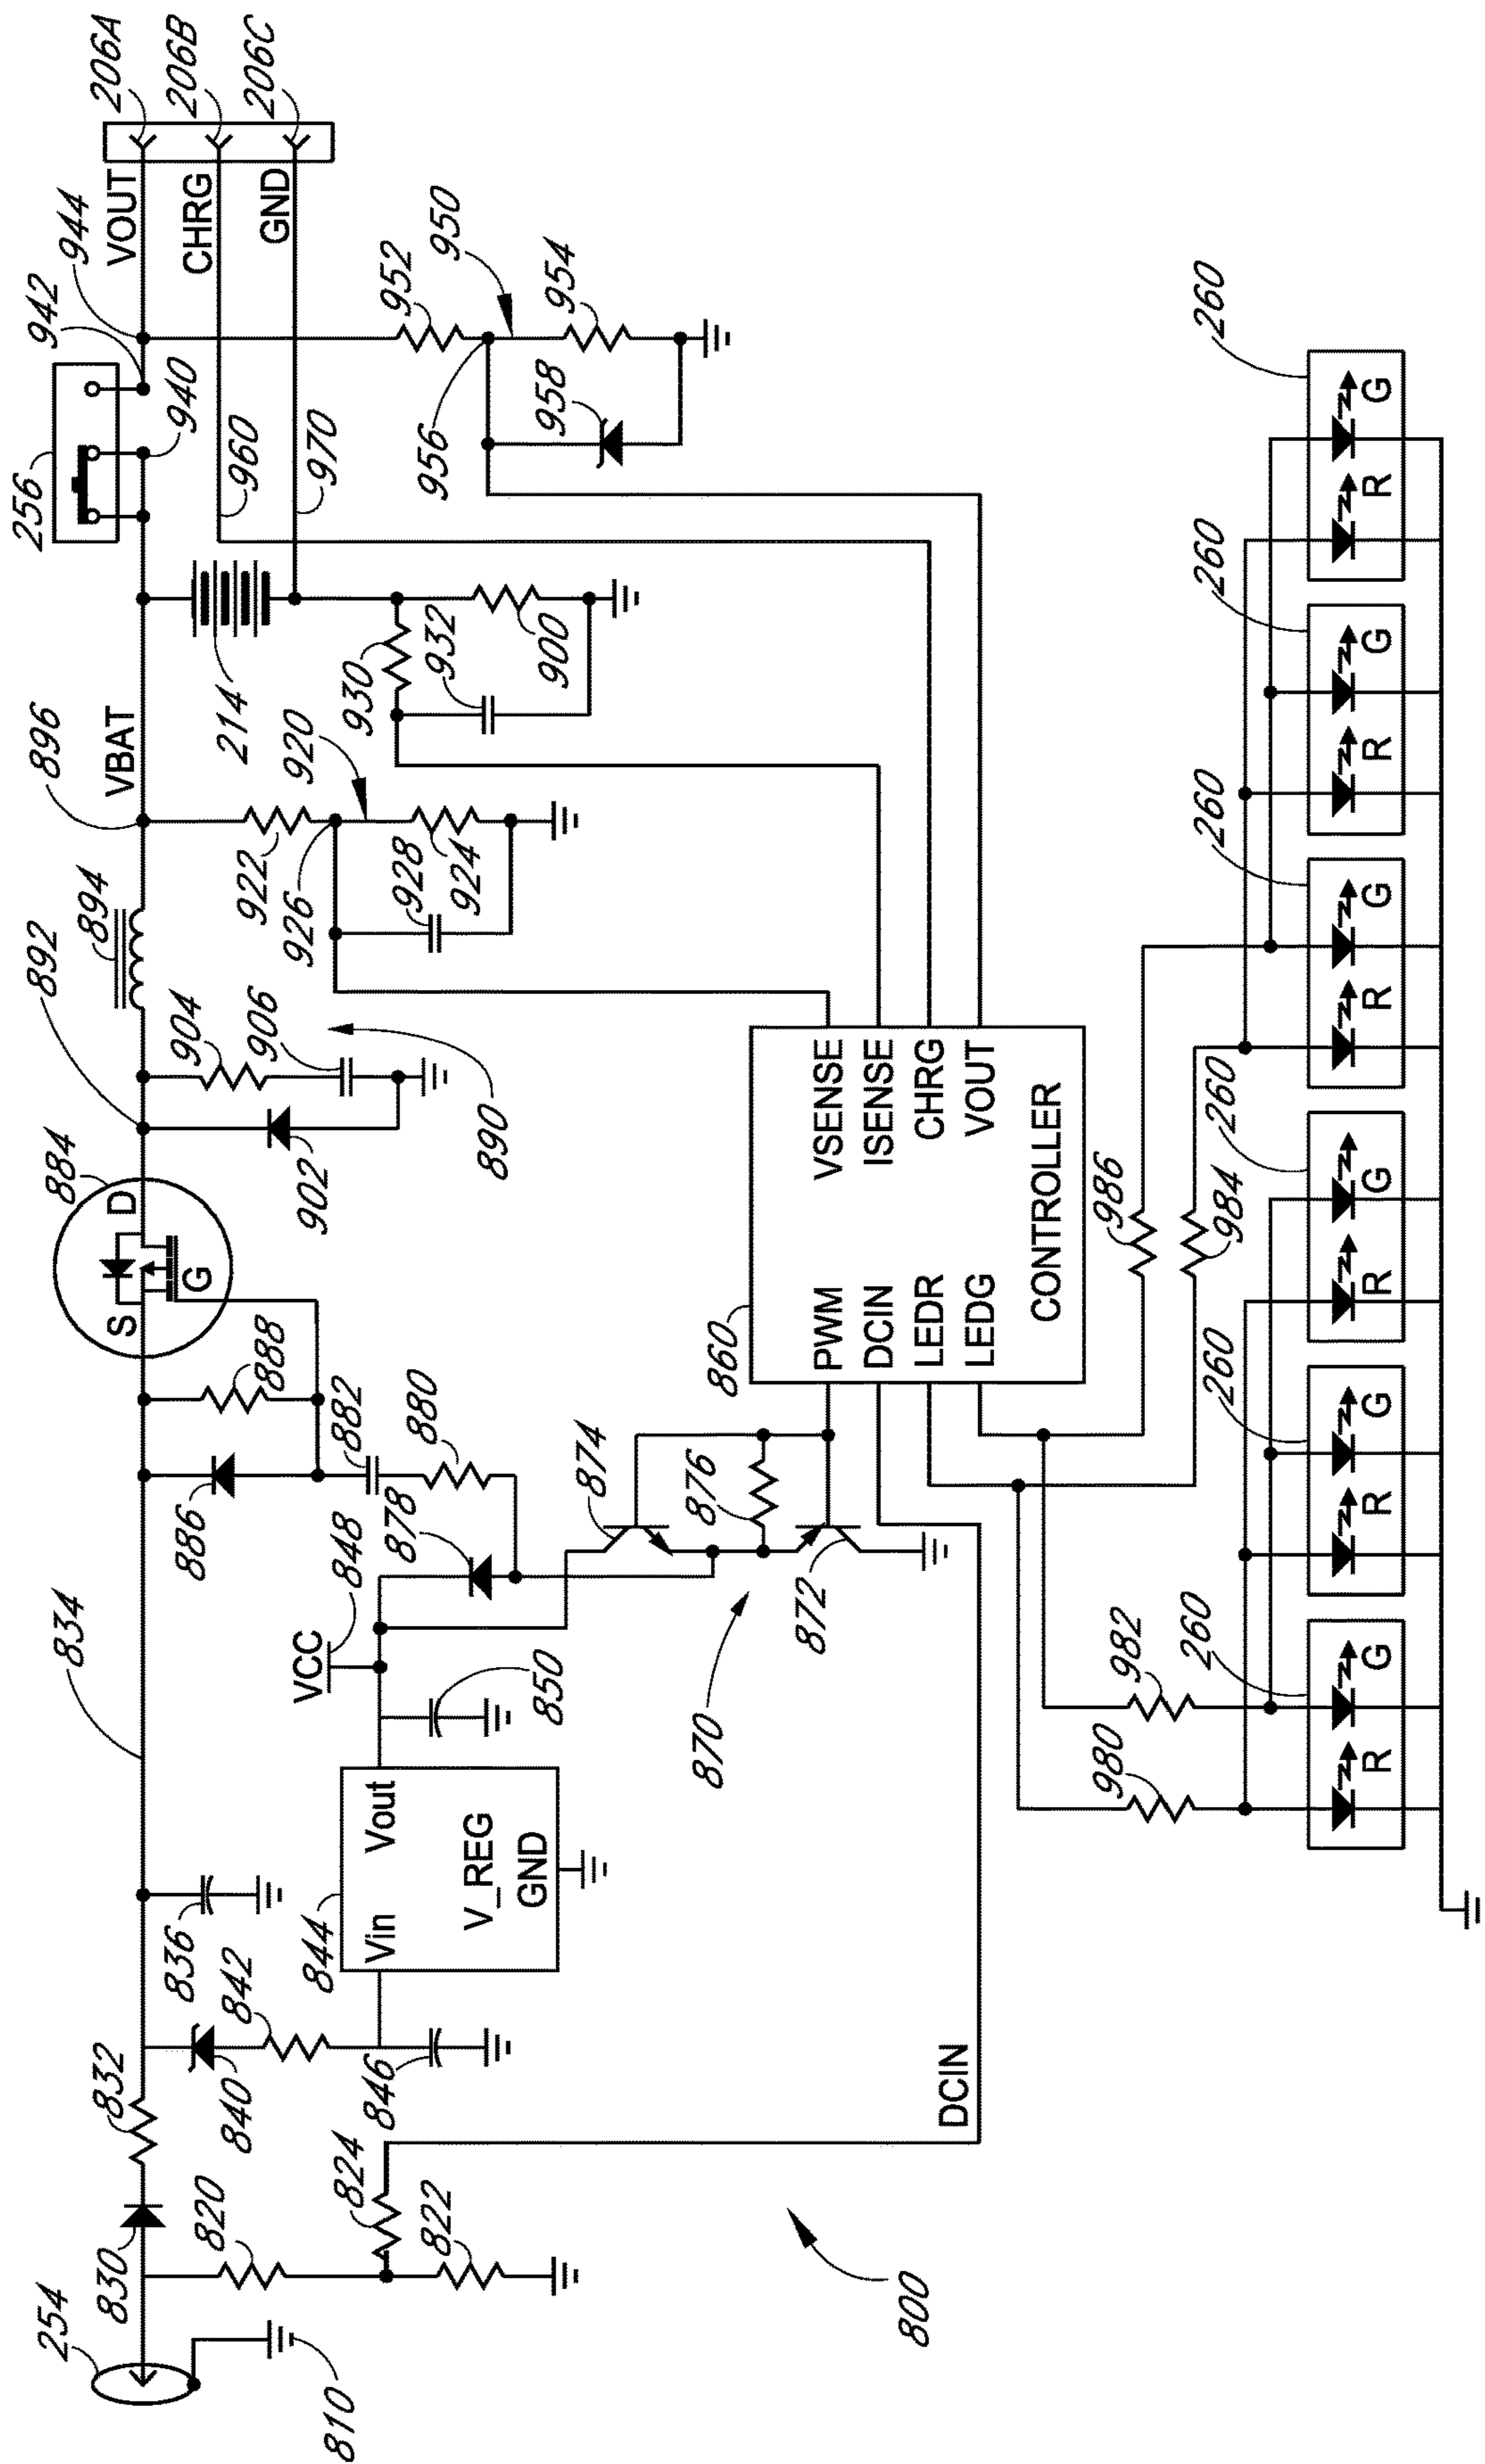 254
830
820
824
822
810
832
834
836
840
842
846
844
Vin
Vout
V_REG
GND
VCC
848
850
870
872
874
876
878
880
882
886
888
884
S
D
G
892
894
896
VBAT
902
904
906
890
922
926
920
928
924
214
930
932
900
256
940
942
944
VOUT
CHRG
GND
206A
206B
206C
960
970
952
950
956
954
958
DCIN
860
PWM
DCIN
LEDR
LEDG
VSENSE
ISENSE
CHRG
VOUT
CONTROLLER
986
984
982
980
800
260
R
G
260
R
G
260
R
G
260
R
G
260
R
G
260
R
G